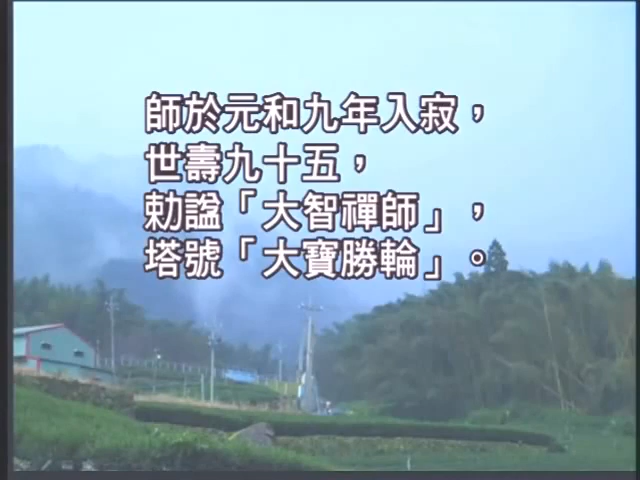 師於元和九年入寂，
世壽九十五，
勅諡「大智禪師」，
塔號「大寶勝輪」。